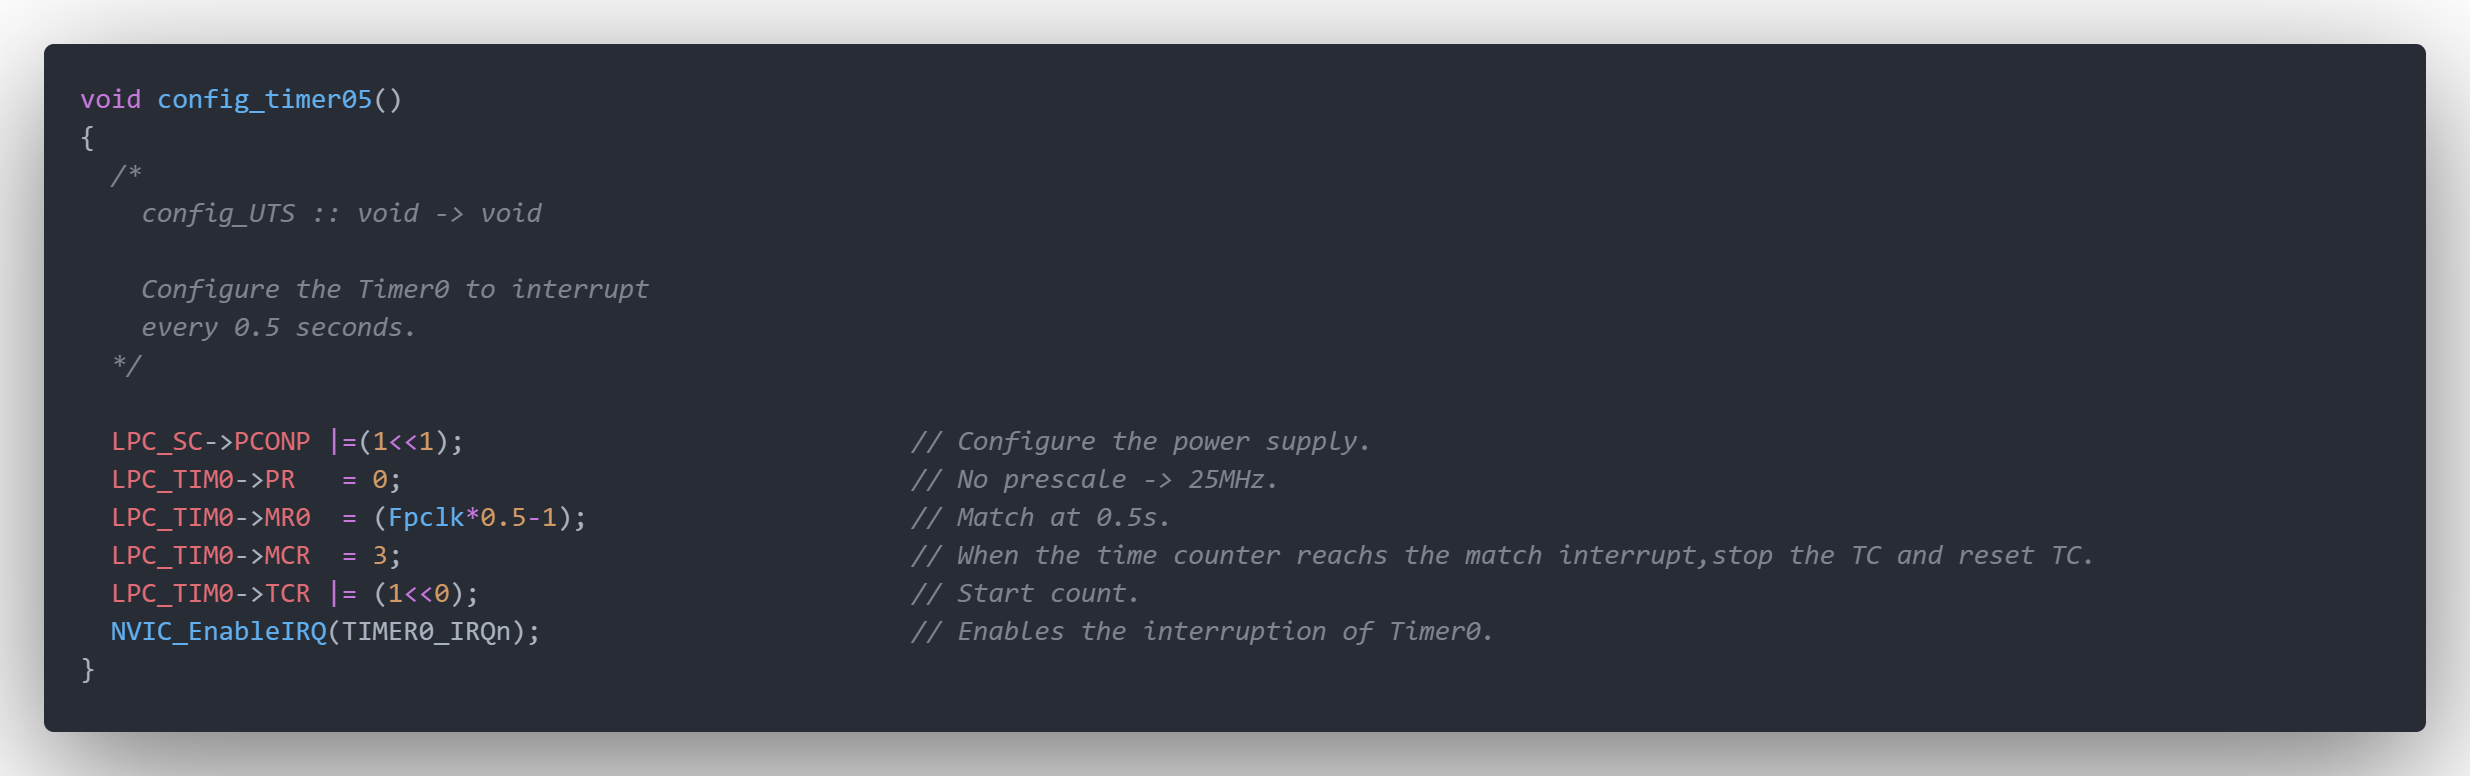 void config_timer05()
{
  /*
    config_UTS :: void -> void

    Configure the Timer0 to interrupt
    every 0.5 seconds.
  */

  LPC_SC->PCONP |=(1<<1);                             // Configure the power supply.
  LPC_TIM0->PR   = 0;                                 // No prescale -> 25MHz.
  LPC_TIM0->MR0  = (Fpclk*0.5-1);                     // Match at 0.5s.
  LPC_TIM0->MCR  = 3;                                 // When the time counter reachs the match interrupt,stop the TC and reset TC.
  LPC_TIM0->TCR |= (1<<0);                            // Start count.
  NVIC_EnableIRQ(TIMER0_IRQn);                        // Enables the interruption of Timer0.
}